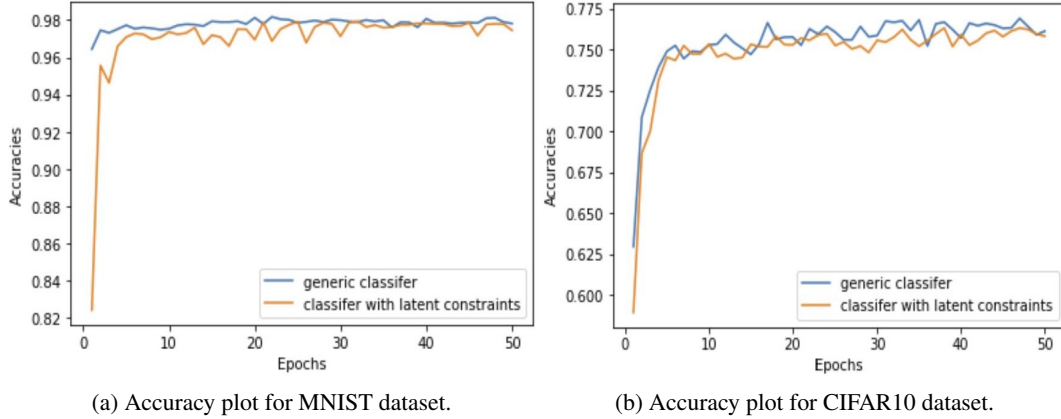 0.98
0.96
0.94
0.92
0.90
0.88
0.86
0.84
0.82
Accuracies
generic classifer
classifer with latent constraints
0 10 20 30 40 50
Epochs
(a) Accuracy plot for MNIST dataset.
0.775
0.750
0.725
0.700
0.675
0.650
0.625
0.600
Accuracies
generic classifer
classifer with latent constraints
0 10 20 30 40 50
Epochs
(b) Accuracy plot for CIFAR10 dataset.